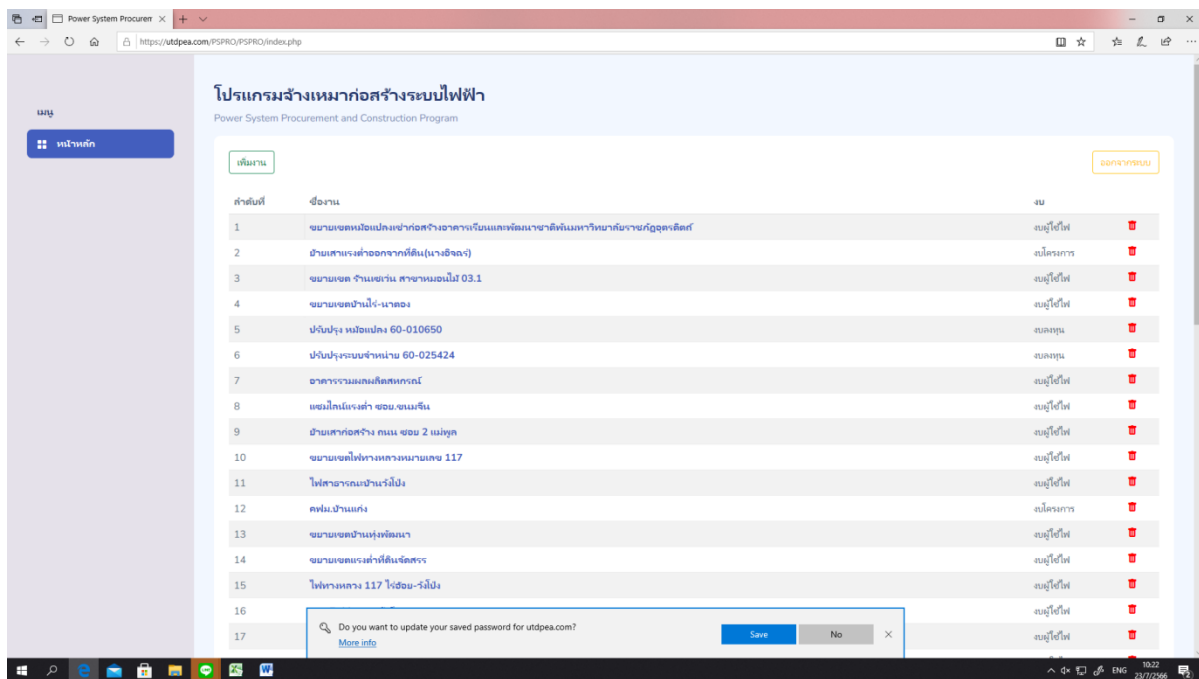 Power System Procurem
https://utdpea.com/PSPRO/PSPRO/index.php
โปรแกรมจ้างเหมาก่อสร้างระบบไฟฟ้า
Power System Procurement and Construction Program
เมนู
หน้าหลัก
เพิ่มงาน ออกจากระบบ
ลำดับที่ ชื่องาน งบ
1 ขยายเขตหม้อแปลงเช่าก่อสร้างอาคารเรียนและพัฒนาชาติพันมหาวิทยาลัยราชภัฏอุตรดิตถ์ งบผู้ใช้ไฟ
2 ย้ายเสาแรงต่ำออกจากที่ดิน งบโครงการ
3 ขยายเขต ร้านเซเว่น สาขาหมอนไม้ 03.1 งบผู้ใช้ไฟ
4 ขยายเขตบ้านไร่-นาตอง งบผู้ใช้ไฟ
5 ปรับปรุง หม้อแปลง 60-010650 งบลงทุน
6 ปรับปรุงระบบจำหน่าย 60-025424 งบลงทุน
7 อาคารรวมผลผลิตสหกรณ์ งบผู้ใช้ไฟ
8 แซมไลน์แรงต่ำ ซอย.ขนมจีน งบผู้ใช้ไฟ
9 ย้ายเสาก่อสร้าง ถนน ซอย 2 แม่พูล งบผู้ใช้ไฟ
10 ขยายเขตไฟทางหลวงหมายเลข 117 งบผู้ใช้ไฟ
11 ไฟสาธารณะบ้านวังโป่ง งบผู้ใช้ไฟ
12 คฟม.บ้านแก่ง งบโครงการ
13 ขยายเขตบ้านทุ่งพัฒนา งบผู้ใช้ไฟ
14 ขยายเขตแรงต่ำที่ดินจัดสรร งบผู้ใช้ไฟ
15 ไฟทางหลวง 117 ไร่อ้อย-วังโป่ง งบผู้ใช้ไฟ
16 งบผู้ใช้ไฟ
17 งบผู้ใช้ไฟ
Do you want to update your saved password for utdpea.com?
More info
Save No
ENG 10:22
23/7/2566